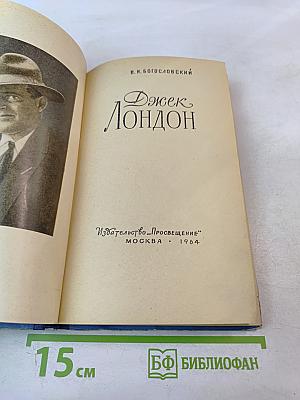 В.Н. БОГОСЛОВСКИЙ
Джек
ЛОНДОН
Издательство „Просвещение“
МОСКВА • 1964
15 см
БФ БИБЛИОФАН